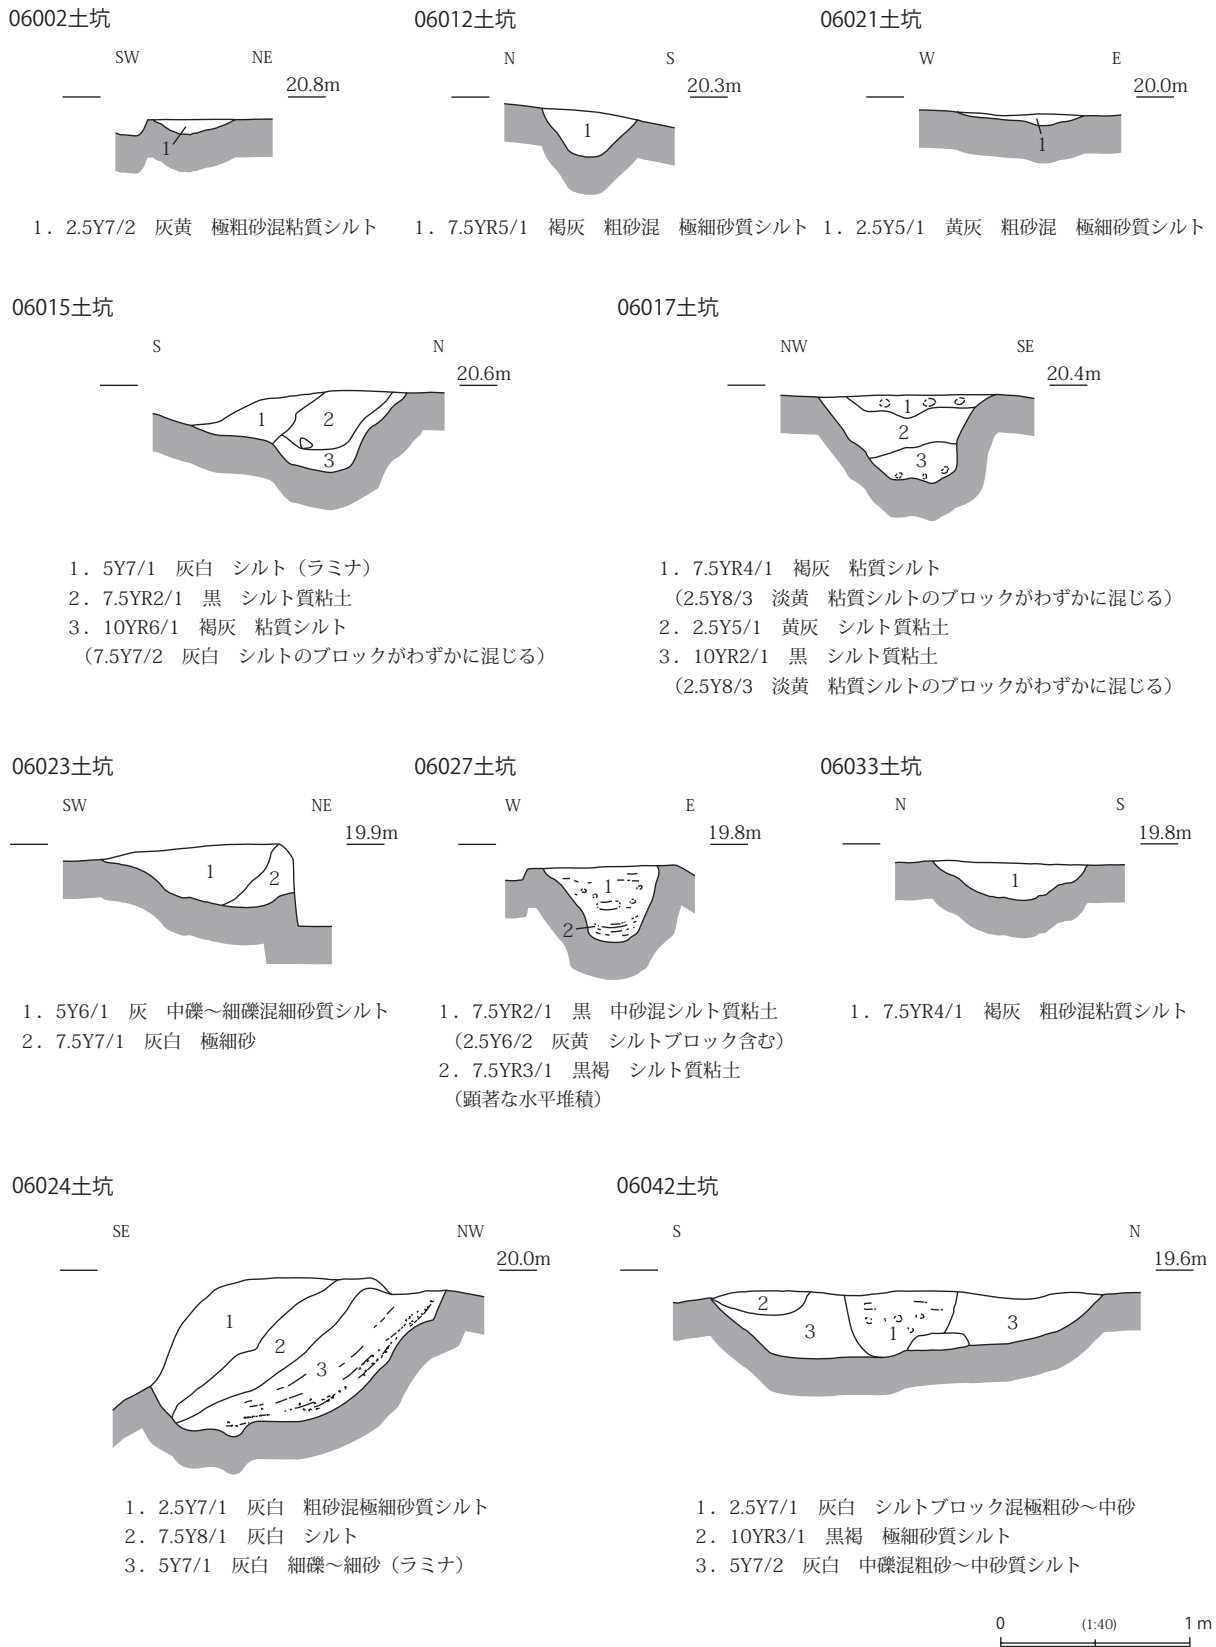 06002土坑
SW NE
20.8m
1
1．2.5Y7/2　灰黄　極粗砂混粘質シルト
06012土坑
N S
20.3m
1
1．7.5YR5/1　褐灰　粗砂混　極細砂質シルト
06021土坑
W E
20.0m
1
1．2.5Y5/1　黄灰　粗砂混　極細砂質シルト
06015土坑
S N
20.6m
1 2
3
1．5Y7/1　灰白　シルト（ラミナ）
2．7.5YR2/1　黒　シルト質粘土
3．10YR6/1　褐灰　粘質シルト
（7.5Y7/2　灰白　シルトのブロックがわずかに混じる）
06017土坑
NW SE
20.4m
1
2
3
1．7.5YR4/1　褐灰　粘質シルト
（2.5Y8/3　淡黄　粘質シルトのブロックがわずかに混じる）
2．2.5Y5/1　黄灰　シルト質粘土
3．10YR2/1　黒　シルト質粘土
（2.5Y8/3　淡黄　粘質シルトのブロックがわずかに混じる）
06023土坑
SW NE
19.9m
1 2
1．5Y6/1　灰　中礫～細礫混細砂質シルト
2．7.5Y7/1　灰白　極細砂
06027土坑
W E
19.8m
1
2
1．7.5YR2/1　黒　中砂混シルト質粘土
（2.5Y6/2　灰黄　シルトブロック含む）
2．7.5YR3/1　黒褐　シルト質粘土
（顕著な水平堆積）
06033土坑
N S
19.8m
1
1．7.5YR4/1　褐灰　粗砂混粘質シルト
06024土坑
SE NW
20.0m
1
2
3
1．2.5Y7/1　灰白　粗砂混極細砂質シルト
2．7.5Y8/1　灰白　シルト
3．5Y7/1　灰白　細礫～細砂（ラミナ）
06042土坑
S N
19.6m
2
3 1 3
1．2.5Y7/1　灰白　シルトブロック混極粗砂～中砂
2．10YR3/1　黒褐　極細砂質シルト
3．5Y7/2　灰白　中礫混粗砂～中砂質シルト
0 (1:40) 1 m